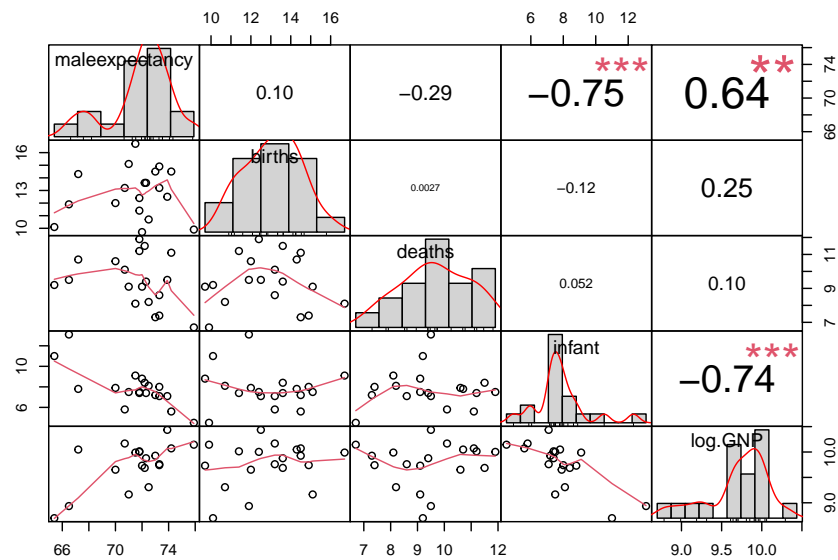 10 12 14 16 6 8 10 12
maleexpectancy 0.10 −0.29 −0.75 *** 0.64 ** 66 70 74
10 13 16 births 0.0027 −0.12 0.25
deaths 0.052 0.10 7 9 11
6 10 infant −0.74 ***
log.GNP 9.0 10.0
66 70 74 7 8 9 10 12 9.0 9.5 10.0